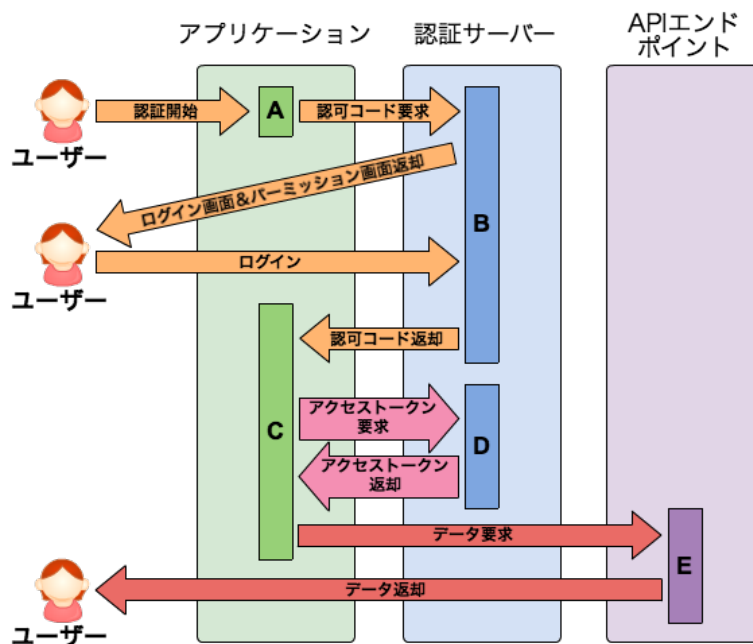 アプリケーション
認証サーバー
APIエンド
ポイント
認証開始
A
認可コード要求
ユーザー
ログイン画面&パーミッション画面返却
B
ログイン
ユーザー
認可コード返却
C
アクセストークン
要求
D
アクセストークン
返却
データ要求
E
データ返却
ユーザー